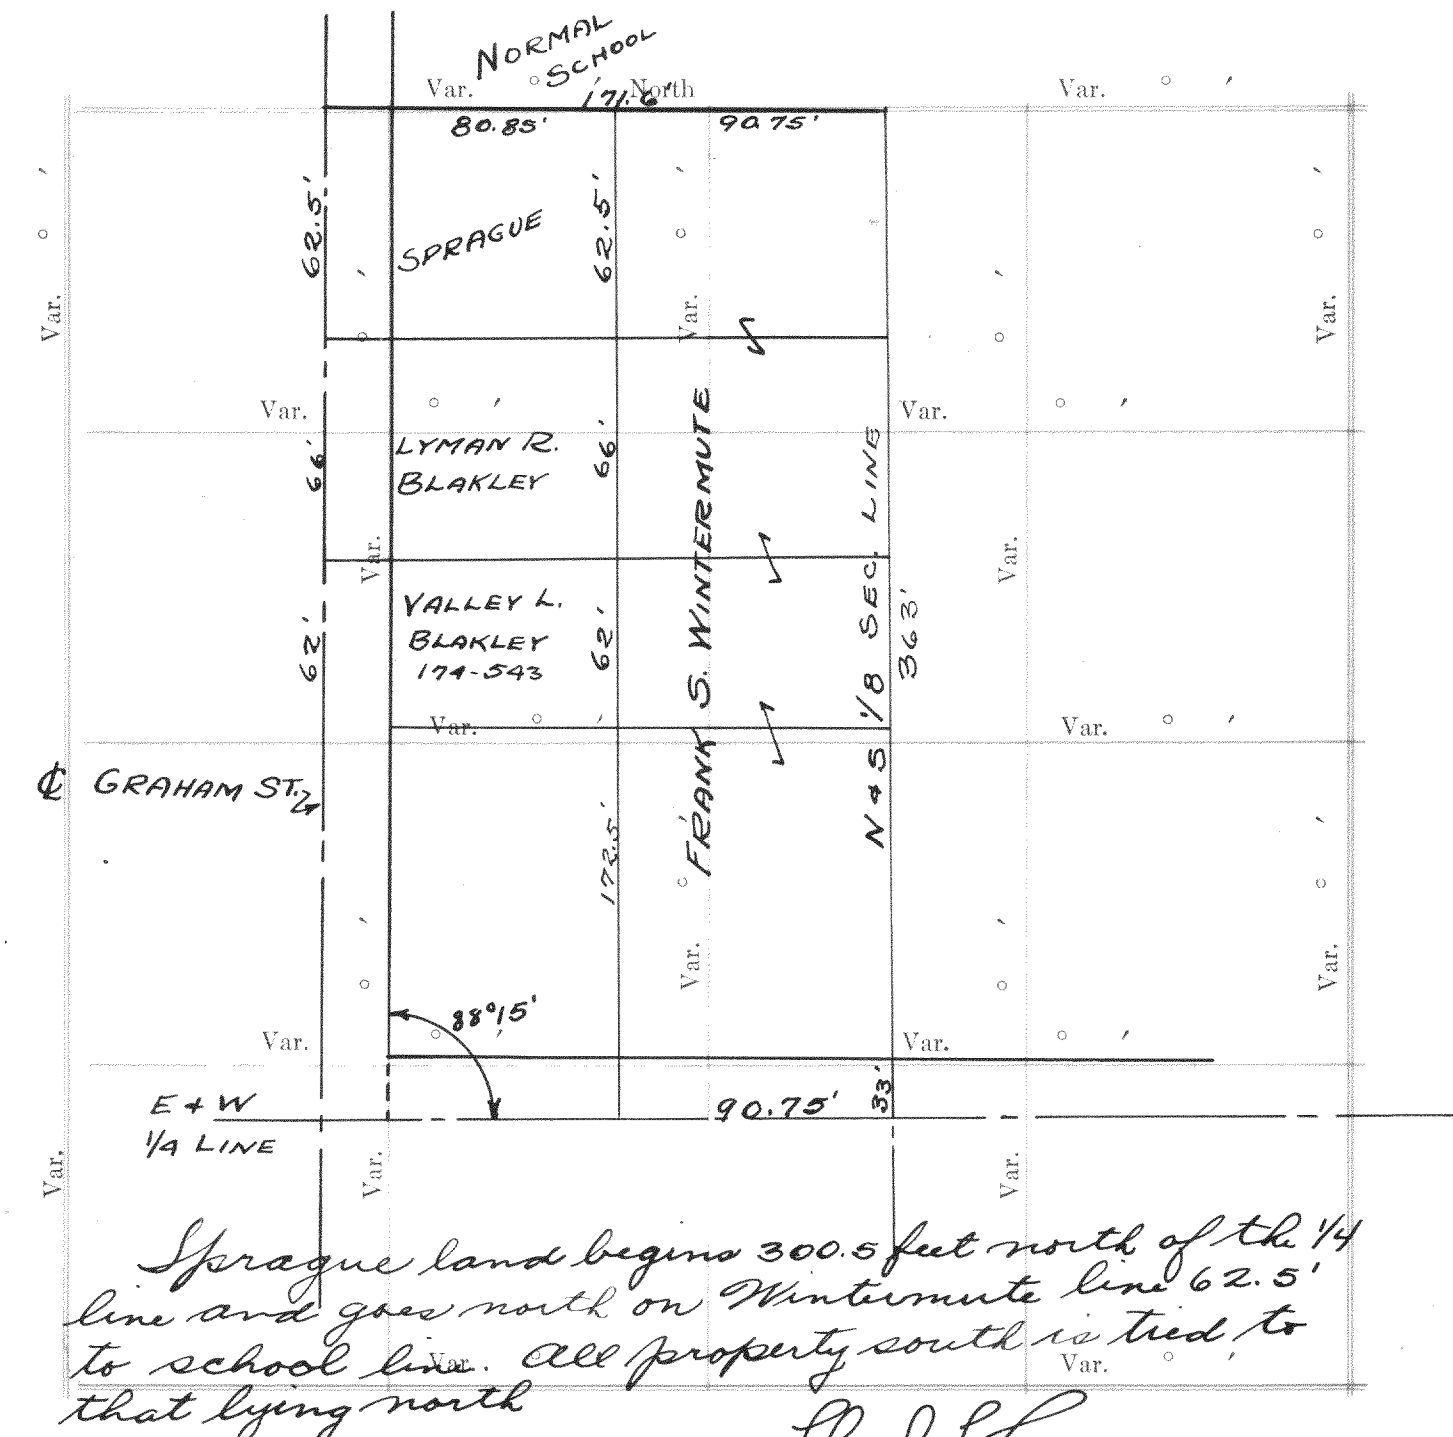 NORMAL
SCHOOL
Var. ° ′ North Var. ° ′
171.6'
80.85' 90.75'
62.5' 62.5'
SPRAGUE
Var. Var. Var.
Var. ° ′ Var. ° ′
66' 66'
LYMAN R.
BLAKLEY
Var. Var.
VALLEY L.
BLAKLEY
174-543
62' 62'
FRANK S. WINTERMUTE
N & S 1/8 SEC. LINE
363'
Var. ° ′ Var. ° ′
℄ GRAHAM ST.
172.5'
Var. Var.
88°15'
Var. ° ′ Var. ° ′
33'
E + W
1/4 LINE
90.75'
Var. Var. Var.
Sprague land begins 300.5 feet north of the 1/4
line and goes north on Wintermute line 62.5'
to school line. All property south is tied to
Var. Var. ° ′
that lying north